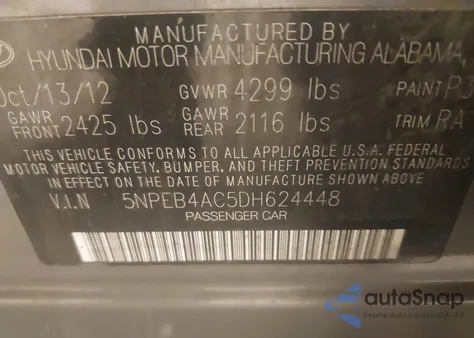 MANUFACTURED BY
HYUNDAI MOTOR MANUFACTURING ALABAMA,
Oct/13/12 GVWR 4299 lbs PAINT P3
GAWR FRONT 2425 lbs GAWR REAR 2116 lbs TRIM RA
THIS VEHICLE CONFORMS TO ALL APPLICABLE U.S.A. FEDERAL
MOTOR VEHICLE SAFETY, BUMPER, AND THEFT PREVENTION STANDARDS
IN EFFECT ON THE DATE OF MANUFACTURE SHOWN ABOVE.
V.I.N 5NPEB4AC5DH624448
PASSENGER CAR
autoSnap